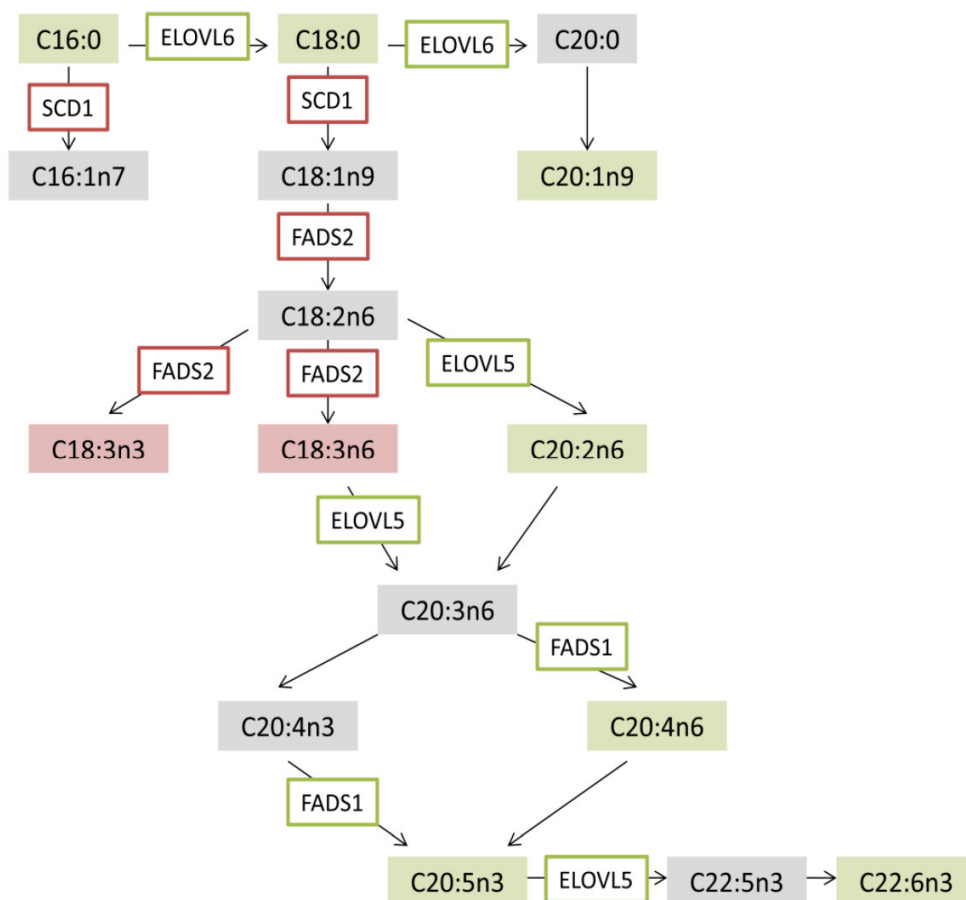 C16:0
ELOVL6
C18:0
ELOVL6
C20:0
SCD1
SCD1
C16:1n7
C18:1n9
C20:1n9
FADS2
C18:2n6
FADS2
FADS2
ELOVL5
C18:3n3
C18:3n6
C20:2n6
ELOVL5
C20:3n6
FADS1
C20:4n3
C20:4n6
FADS1
C20:5n3
ELOVL5
C22:5n3
C22:6n3